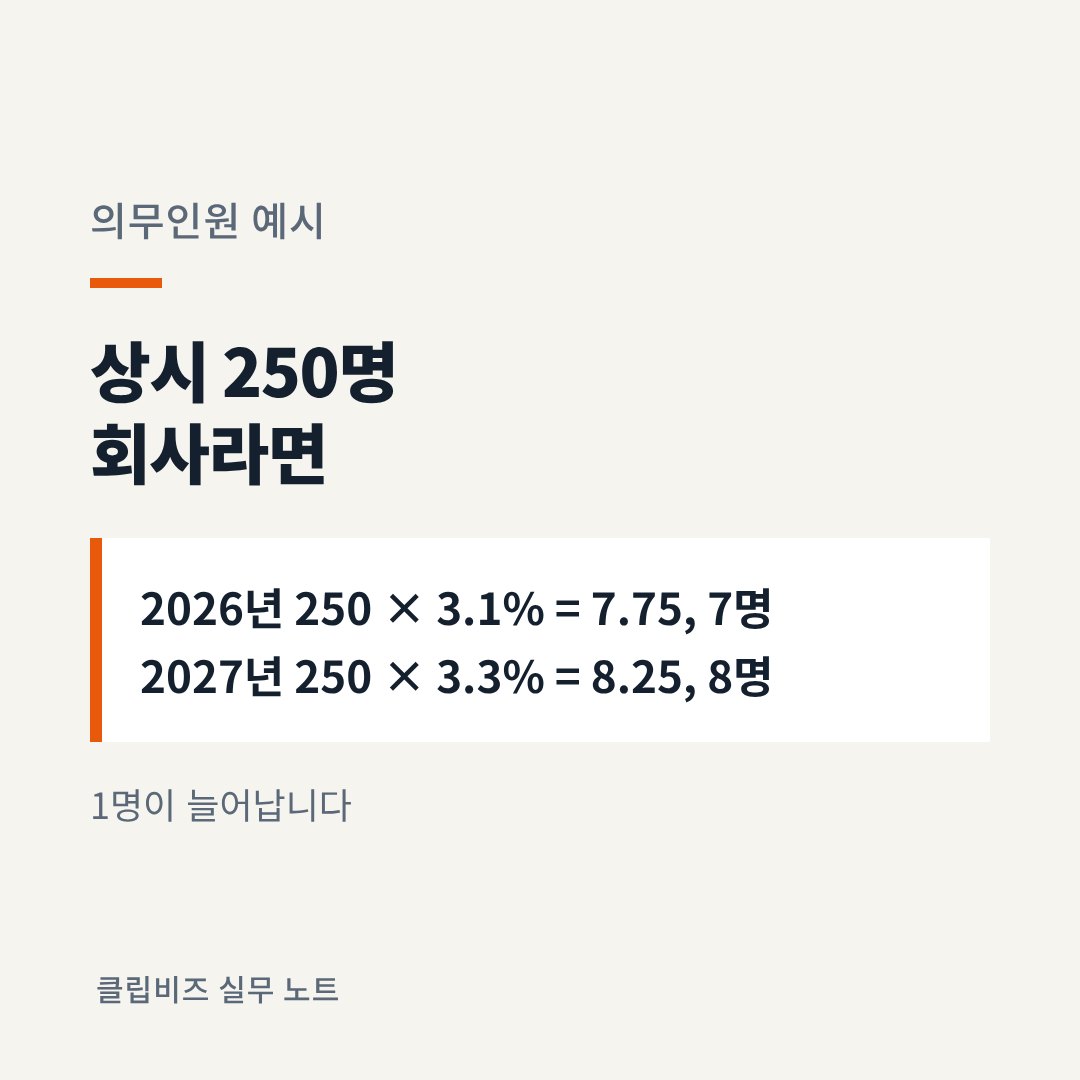 의무인원 예시
상시 250명
회사라면
2026년 250 × 3.1% = 7.75, 7명
2027년 250 × 3.3% = 8.25, 8명
1명이 늘어납니다
클립비즈 실무 노트